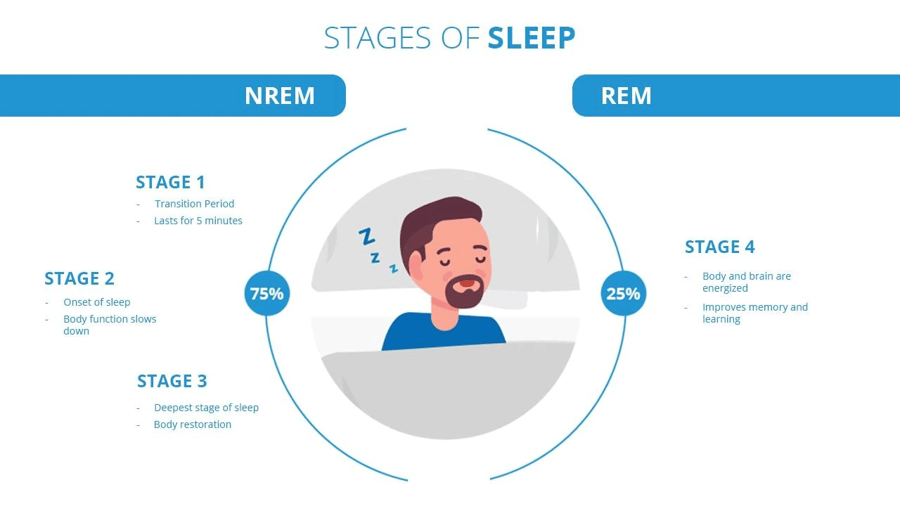 STAGES OF SLEEP
NREM
REM
STAGE 1
- Transition Period
- Lasts for 5 minutes
STAGE 2
- Onset of sleep
- Body function slows
down
STAGE 3
- Deepest stage of sleep
- Body restoration
75%
z
z
z
25%
STAGE 4
- Body and brain are
energized
- Improves memory and
learning